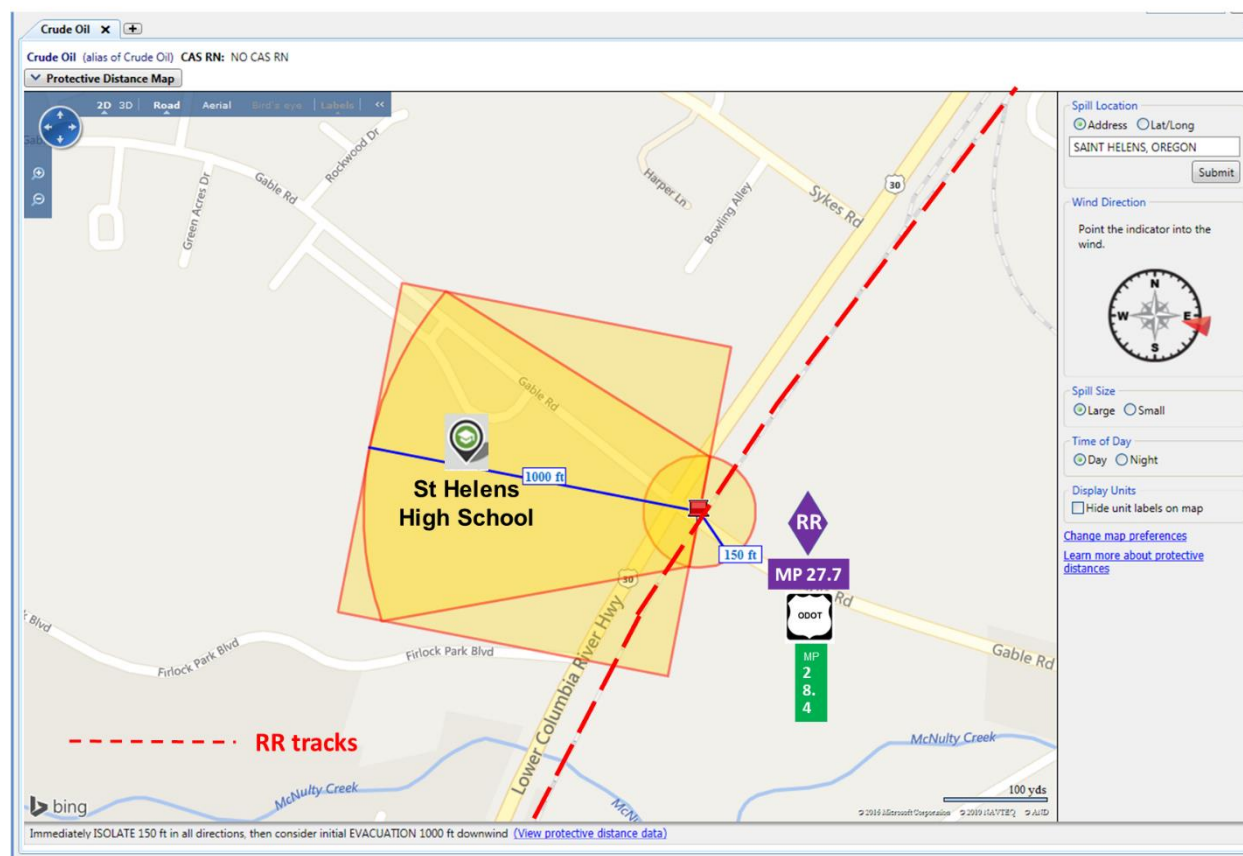 Crude Oil
Crude Oil (alias of Crude Oil) CAS RN: NO CAS RN
Protective Distance Map
2D 3D Road Aerial Bird's eye Labels <<
Gable Rd
Rockwood Dr
Green Acres Dr
Harper Ln
Bowling Alley
Sykes Rd
30
Gable Rd
1000 ft
St Helens
High School
150 ft
RR
MP 27.7
ODOT
MP
2
8.
4
Rd
30
Gable Rd
Blvd
Firlock Park Blvd
Firlock Park Blvd
Lower Columbia River Hwy
RR tracks
McNulty Creek
McNulty Creek
McN
bing
100 yds
© 2016 Microsoft Corporation © 2010 NAVTEQ © AND
Spill Location
Address Lat/Long
SAINT HELENS, OREGON
Submit
Wind Direction
Point the indicator into the
wind.
N
W E
S
Spill Size
Large Small
Time of Day
Day Night
Display Units
Hide unit labels on map
Change map preferences
Learn more about protective
distances
Immediately ISOLATE 150 ft in all directions, then consider initial EVACUATION 1000 ft downwind (View protective distance data)